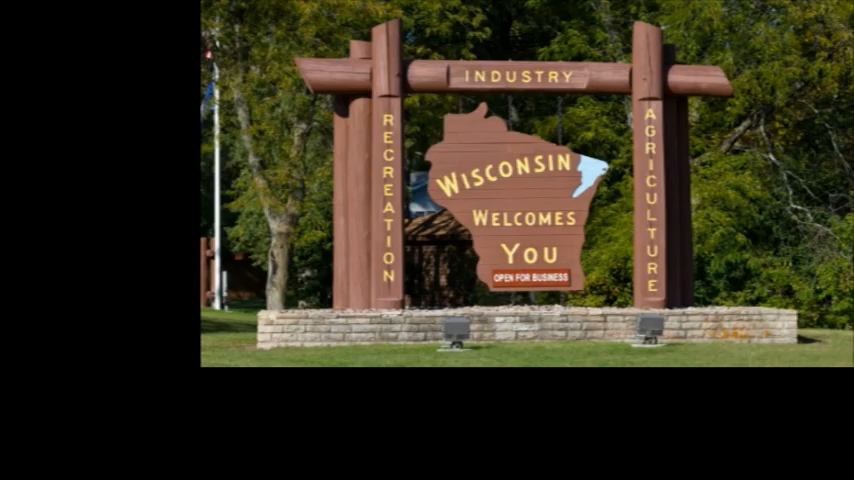 INDUSTRY
RECREATION
WISCONSIN
WELCOMES
YOU
OPEN FOR BUSINESS
AGRICULTURE